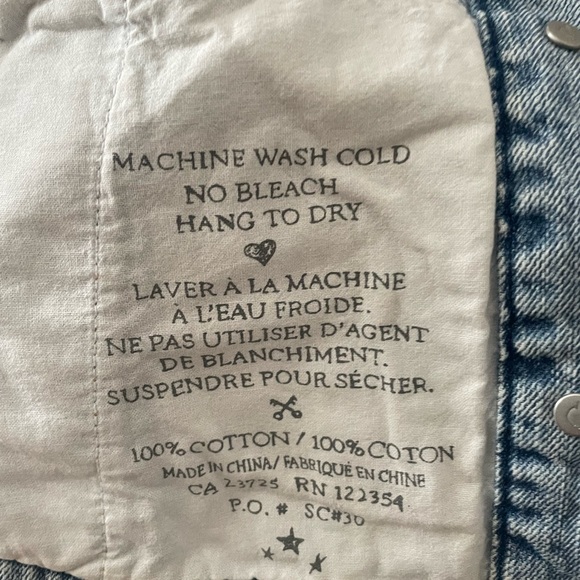 MACHINE WASH COLD
NO BLEACH
HANG TO DRY
LAVER À LA MACHINE
À L'EAU FROIDE.
NE PAS UTILISER D'AGENT
DE BLANCHIMENT.
SUSPENDRE POUR SÉCHER.
100% COTTON / 100% COTON
MADE IN CHINA / FABRIQUÉ EN CHINE
CA 23725 RN 122354
P.O. # SC#30